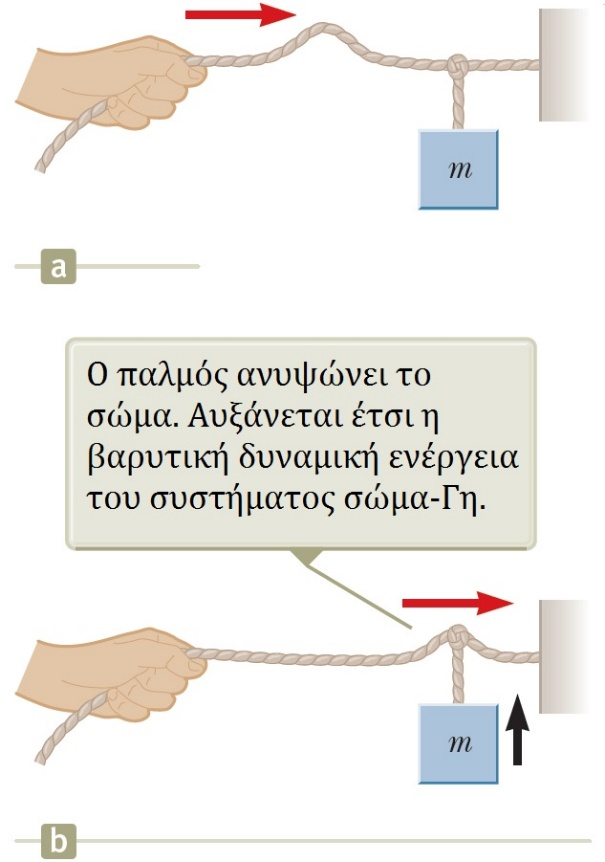 m
a
Ο παλμός ανυψώνει το
σώμα. Αυξάνεται έτσι η
βαρυτική δυναμική ενέργεια
του συστήματος σώμα-Γη.
m
b